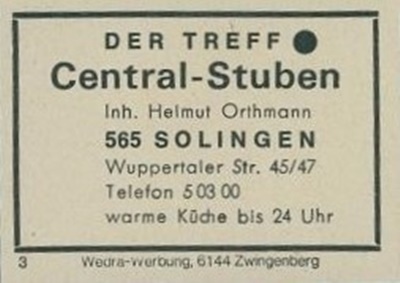 DER TREFF ●
Central-Stuben
Inh. Helmut Orthmann
565 SOLINGEN
Wuppertaler Str. 45/47
Telefon 5 03 00
warme Küche bis 24 Uhr
3 Wedra-Werbung, 6144 Zwingenberg